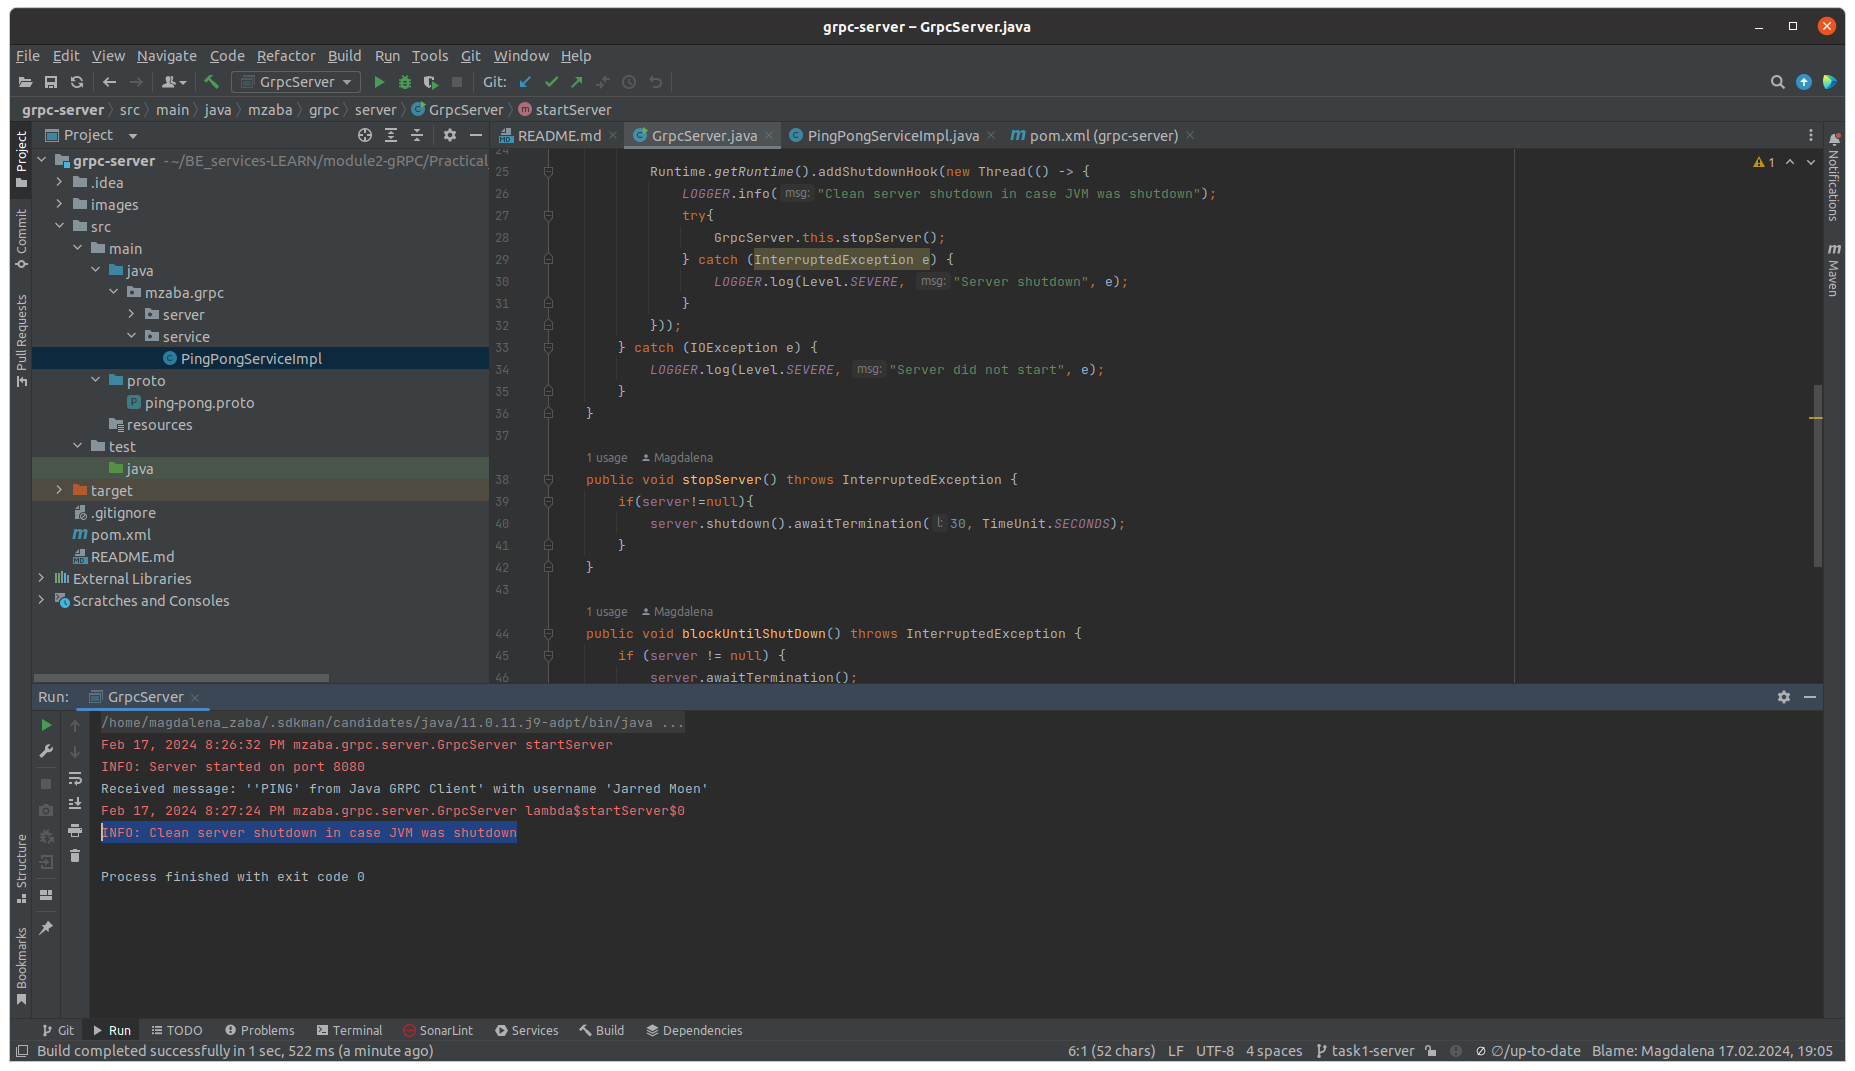 grpc-server – GrpcServer.java
File Edit View Navigate Code Refactor Build Run Tools Git Window Help
GrpcServer Git:
grpc-server src main java mzaba grpc server GrpcServer startServer
Project
README.md GrpcServer.java PingPongServiceImpl.java pom.xml (grpc-server)
grpc-server ~/BE_services-LEARN/module2-gRPC/Practical
.idea
images
src
main
java
mzaba.grpc
server
service
PingPongServiceImpl
proto
ping-pong.proto
resources
test
java
target
.gitignore
pom.xml
README.md
External Libraries
Scratches and Consoles
Project
Commit
Pull Requests
Structure
Bookmarks
24
25 Runtime.getRuntime().addShutdownHook(new Thread(() -> {
26 LOGGER.info( msg: "Clean server shutdown in case JVM was shutdown");
27 try{
28 GrpcServer.this.stopServer();
29 } catch (InterruptedException e) {
30 LOGGER.log(Level.SEVERE, msg: "Server shutdown", e);
31 }
32 }));
33 } catch (IOException e) {
34 LOGGER.log(Level.SEVERE, msg: "Server did not start", e);
35 }
36 }
37
1 usage Magdalena
38 public void stopServer() throws InterruptedException {
39 if(server!=null){
40 server.shutdown().awaitTermination( l: 30, TimeUnit.SECONDS);
41 }
42 }
43
1 usage Magdalena
44 public void blockUntilShutDown() throws InterruptedException {
45 if (server != null) {
46 server.awaitTermination();
1
Notifications
Maven
Run: GrpcServer
/home/magdalena_zaba/.sdkman/candidates/java/11.0.11.j9-adpt/bin/java ...
Feb 17, 2024 8:26:32 PM mzaba.grpc.server.GrpcServer startServer
INFO: Server started on port 8080
Received message: ''PING' from Java GRPC Client' with username 'Jarred Moen'
Feb 17, 2024 8:27:24 PM mzaba.grpc.server.GrpcServer lambda$startServer$0
INFO: Clean server shutdown in case JVM was shutdown
Process finished with exit code 0
Git Run TODO Problems Terminal SonarLint Services Build Dependencies
Build completed successfully in 1 sec, 522 ms (a minute ago) 6:1 (52 chars) LF UTF-8 4 spaces task1-server ∅/up-to-date Blame: Magdalena 17.02.2024, 19:05